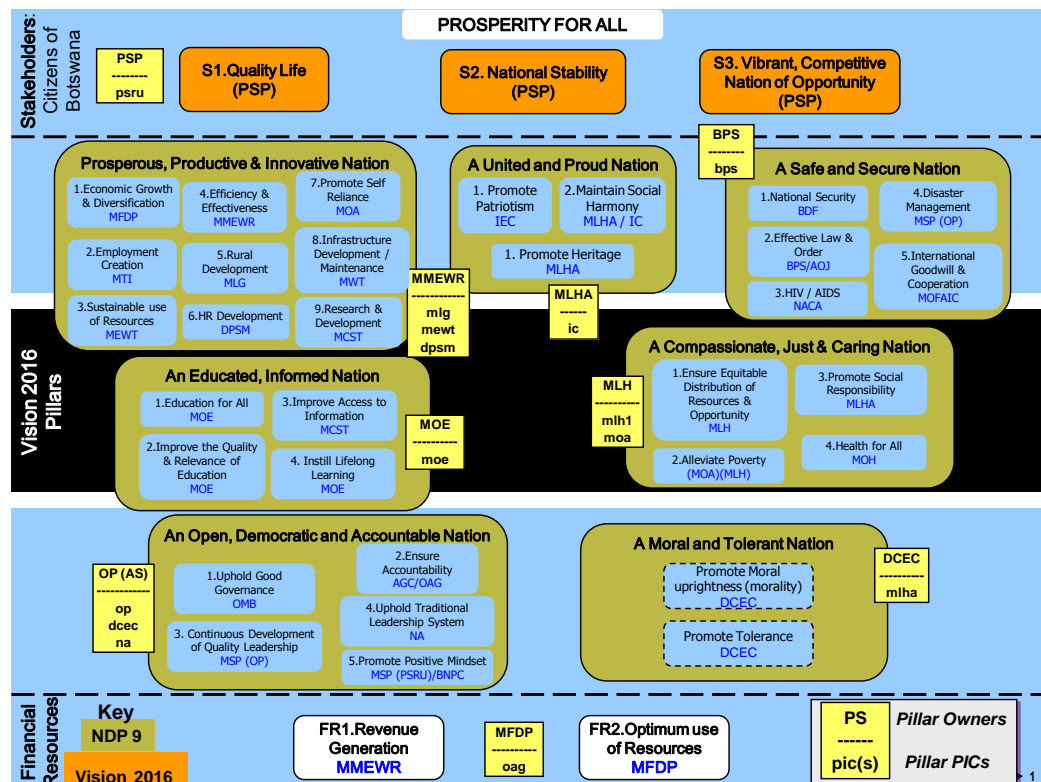 PROSPERITY FOR ALL
Stakeholders:
Citizens of
Botswana
PSP
--------
psru
S1.Quality Life
(PSP)
S2. National Stability
(PSP)
S3. Vibrant, Competitive
Nation of Opportunity
(PSP)
BPS
--------
bps
Vision 2016
Pillars
Prosperous, Productive & Innovative Nation
1.Economic Growth
& Diversification
MFDP
2.Employment
Creation
MTI
3.Sustainable use
of Resources
MEWT
4.Efficiency &
Effectiveness
MMEWR
5.Rural
Development
MLG
6.HR Development
DPSM
7.Promote Self
Reliance
MOA
8.Infrastructure
Development /
Maintenance
MWT
9.Research &
Development
MCST
MMEWR
------------
mlg
mewt
dpsm
A United and Proud Nation
1. Promote
Patriotism
IEC
2.Maintain Social
Harmony
MLHA / IC
1. Promote Heritage
MLHA
MLHA
------
ic
A Safe and Secure Nation
1.National Security
BDF
2.Effective Law &
Order
BPS/AOJ
3.HIV / AIDS
NACA
4.Disaster
Management
MSP (OP)
5.International
Goodwill &
Cooperation
MOFAIC
An Educated, Informed Nation
1.Education for All
MOE
2.Improve the Quality
& Relevance of
Education
MOE
3.Improve Access to
Information
MCST
4. Instill Lifelong
Learning
MOE
MOE
----------
moe
A Compassionate, Just & Caring Nation
MLH
----------
mlh1
moa
1.Ensure Equitable
Distribution of
Resources &
Opportunity
MLH
2.Alleviate Poverty
(MOA)(MLH)
3.Promote Social
Responsibility
MLHA
4.Health for All
MOH
An Open, Democratic and Accountable Nation
OP (AS)
------------
op
dcec
na
1.Uphold Good
Governance
OMB
3. Continuous Development
of Quality Leadership
MSP (OP)
2.Ensure
Accountability
AGC/OAG
4.Uphold Traditional
Leadership System
NA
5.Promote Positive Mindset
MSP (PSRU)/BNPC
A Moral and Tolerant Nation
Promote Moral
uprightness (morality)
DCEC
Promote Tolerance
DCEC
DCEC
----------
mlha
Financial
Resources
Key
NDP 9
Vision 2016
FR1.Revenue
Generation
MMEWR
MFDP
----------
oag
FR2.Optimum use
of Resources
MFDP
PS
------
pic(s)
Pillar Owners
Pillar PICs
1